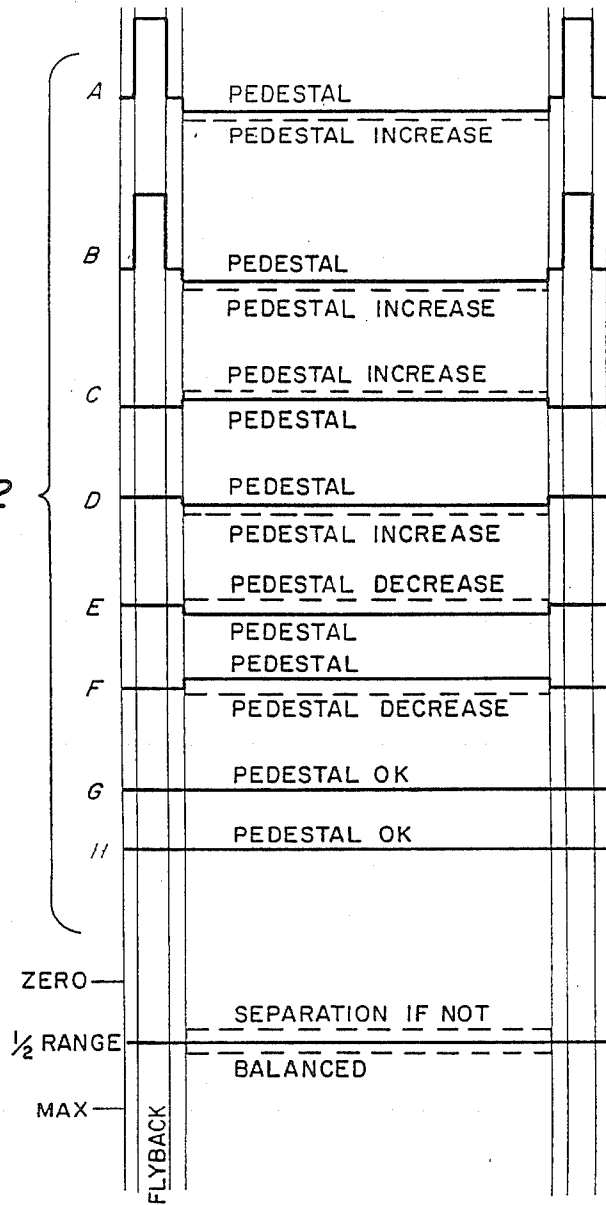 A
PEDESTAL
PEDESTAL INCREASE
B
PEDESTAL
PEDESTAL INCREASE
PEDESTAL INCREASE
C
PEDESTAL
D
PEDESTAL
PEDESTAL INCREASE
PEDESTAL DECREASE
E
PEDESTAL
PEDESTAL
F
PEDESTAL DECREASE
PEDESTAL OK
G
PEDESTAL OK
H
ZERO
SEPARATION IF NOT
½ RANGE
BALANCED
MAX
FLYBACK